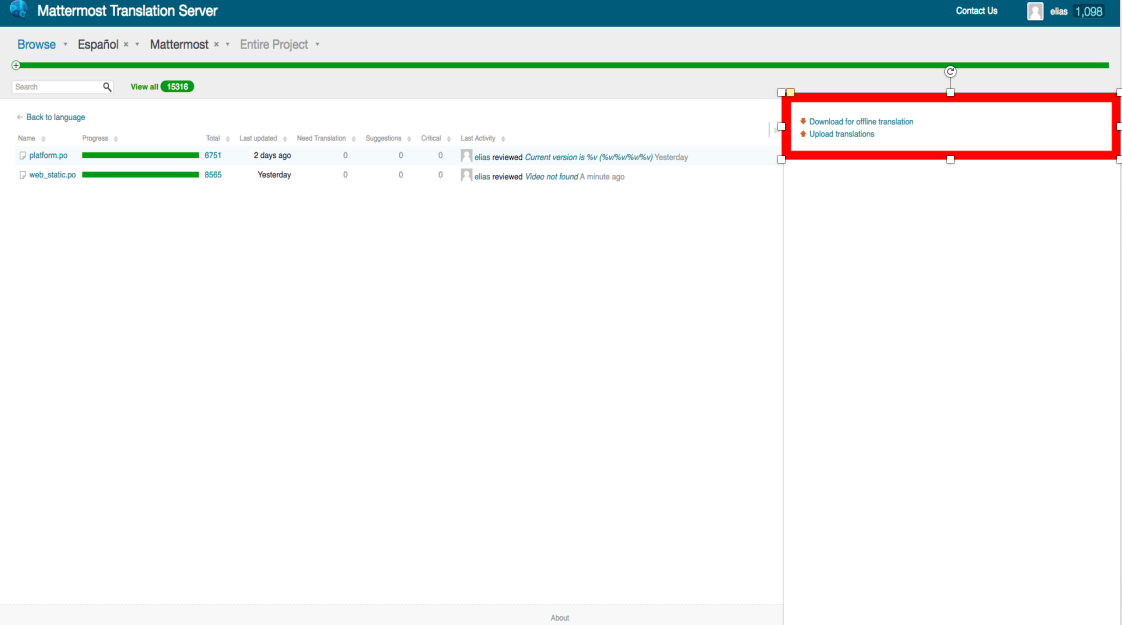 Mattermost Translation Server
Contact Us elias 1,098
Browse Español × Mattermost × Entire Project
Search View all 15316
← Back to language
Download for offline translation
Upload translations
Name Progress Total Last updated Need Translation Suggestions Critical Last Activity
platform.po 6751 2 days ago 0 0 0 elias reviewed Current version is %v (%w/%w/%w/%v) Yesterday
web_static.po 8565 Yesterday 0 0 0 elias reviewed Video not found A minute ago
About